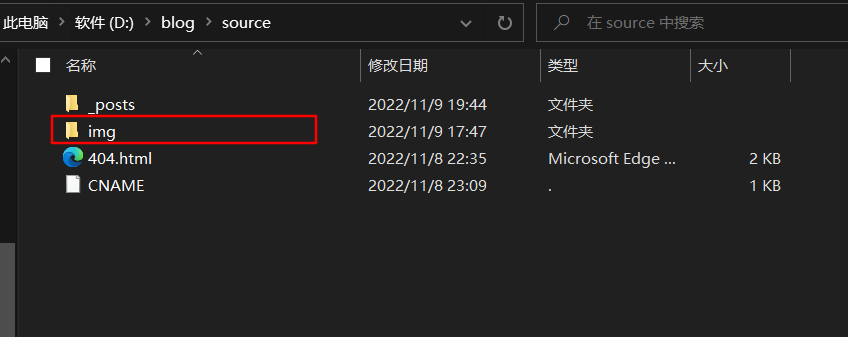 此电脑 > 软件 (D:) > blog > source
在 source 中搜索
名称 修改日期 类型 大小
_posts 2022/11/9 19:44 文件夹
img 2022/11/9 17:47 文件夹
404.html 2022/11/8 22:35 Microsoft Edge ... 2 KB
CNAME 2022/11/8 23:09 . 1 KB